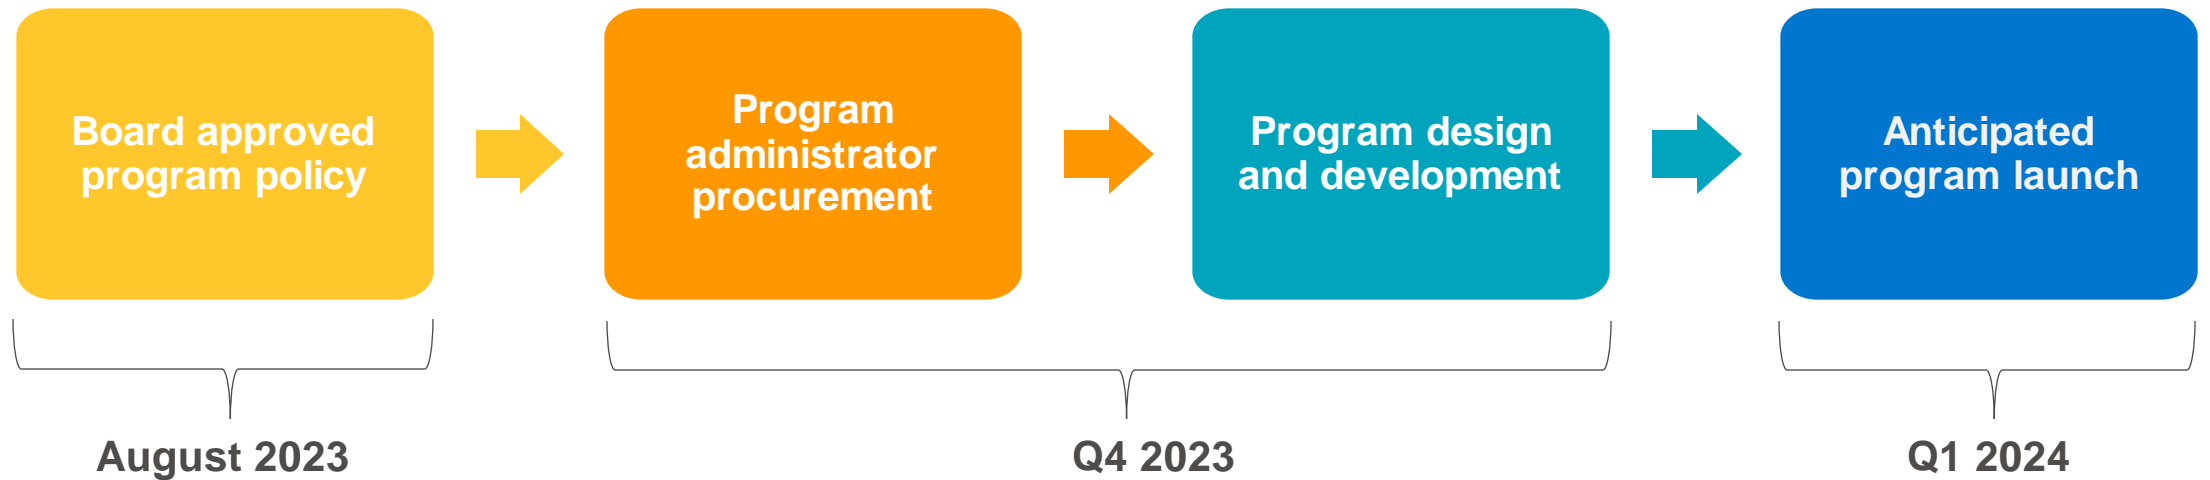 Board approved
program policy
Program
administrator
procurement
Program design
and development
Anticipated
program launch
August 2023
Q4 2023
Q1 2024